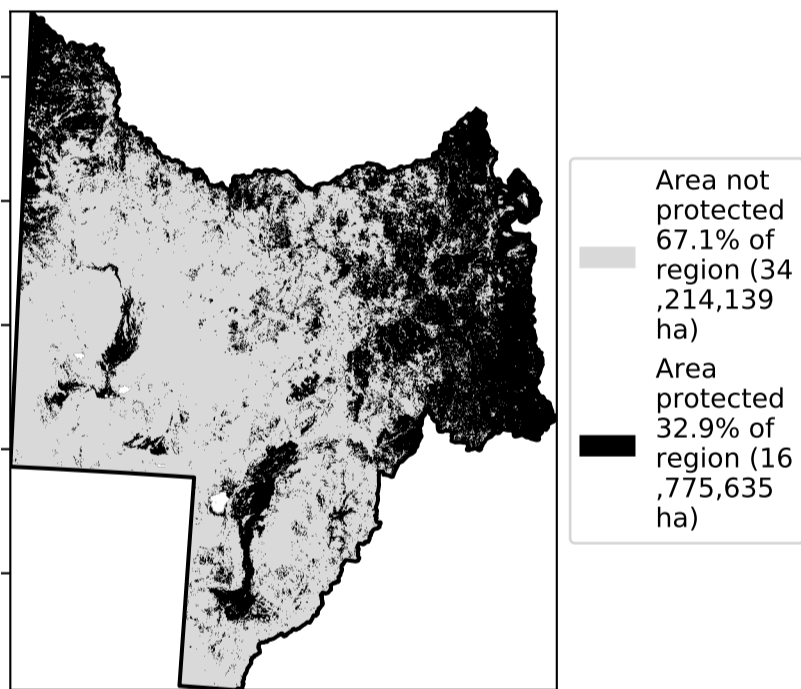 Area not
protected
67.1% of
region (34
,214,139
ha)
Area
protected
32.9% of
region (16
,775,635
ha)